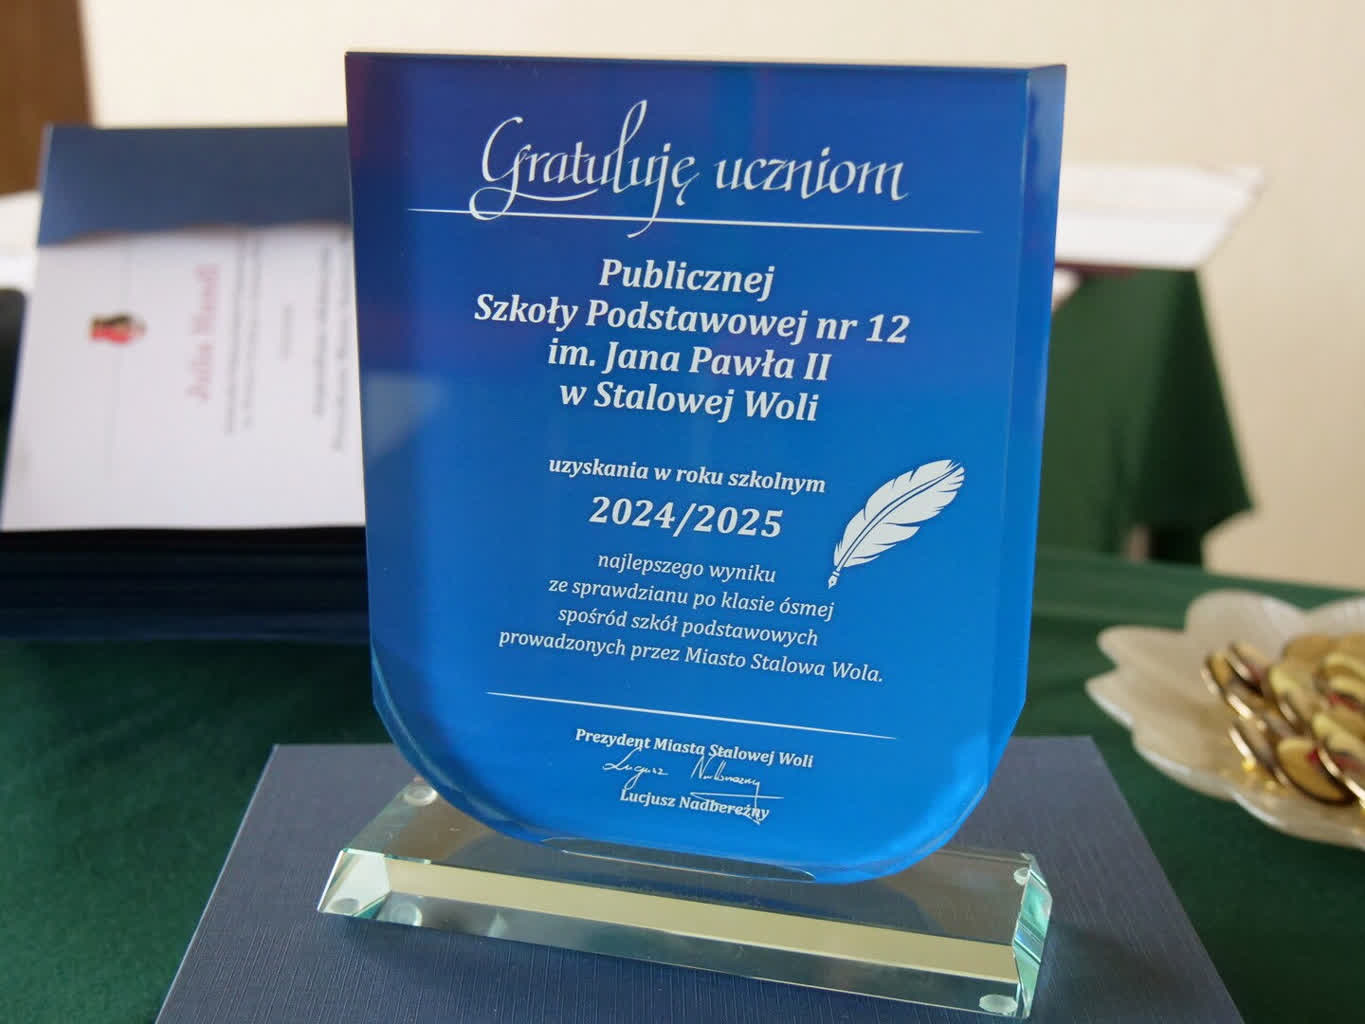 Gratuluję uczniom
Publicznej
Szkoły Podstawowej nr 12
im. Jana Pawła II
w Stalowej Woli
uzyskania w roku szkolnym
2024/2025
najlepszego wyniku
ze sprawdzianu po klasie ósmej
spośród szkół podstawowych
prowadzonych przez Miasto Stalowa Wola.
Prezydent Miasta Stalowej Woli
Lucjusz Nadbereżny
Lucjusz Nadbereżny